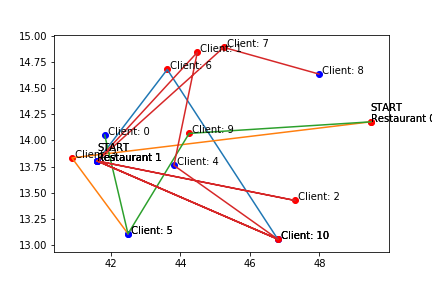 15.00
14.75
14.50
14.25
14.00
13.75
13.50
13.25
13.00
Client: 7
Client: 1
Client: 6
Client: 8
START
Restaurant 0
Client: 0
Client: 9
START
Client:
Restaurant 1
Client: 4
Client: 2
Client: 5
Client: 10
42
44
46
48